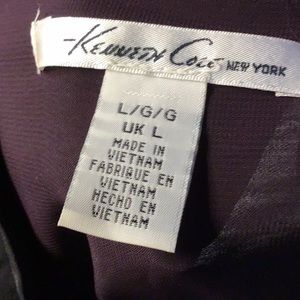 Kenneth Cole NEW YORK
L/G/G
UK L
MADE IN
VIETNAM
FABRIQUE EN
VIETNAM
HECHO EN
VIETNAM